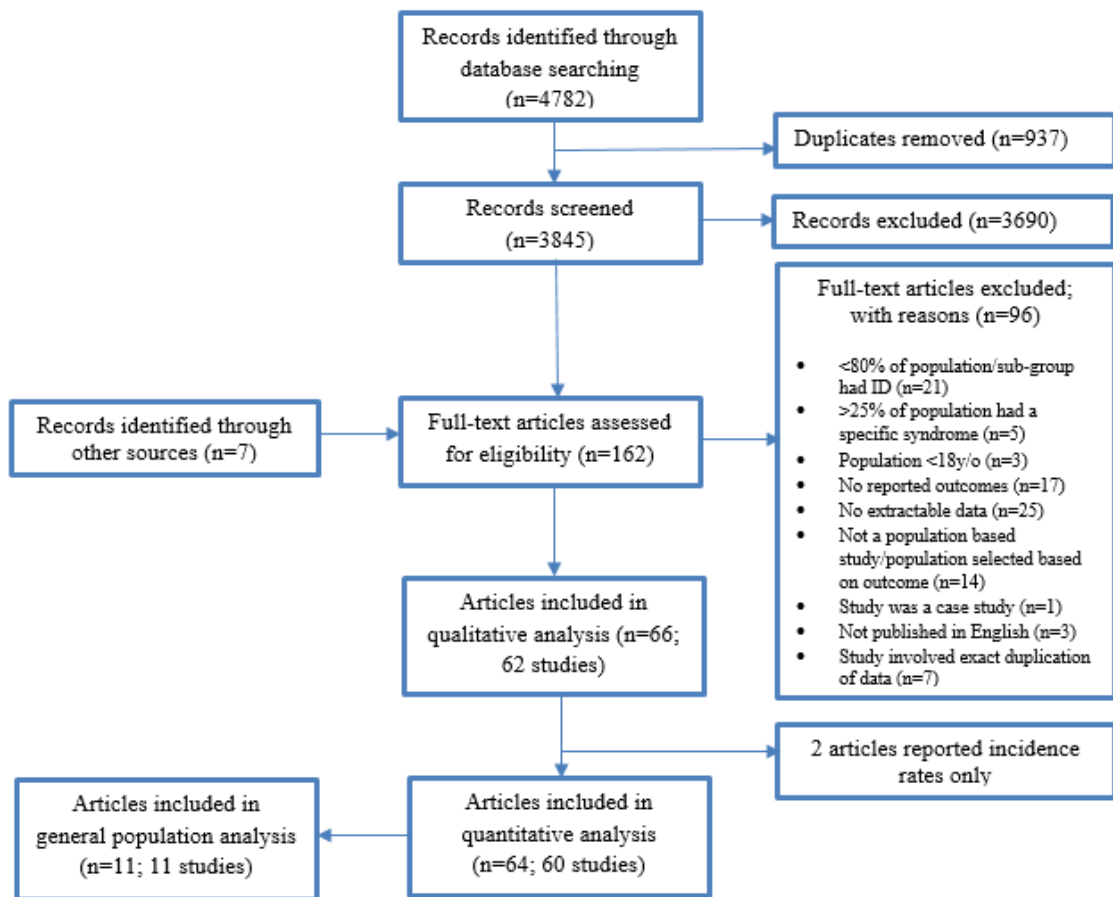 Records identified through
database searching
(n=4782)
Duplicates removed (n=937)
Records screened
(n=3845)
Records excluded (n=3690)
Full-text articles excluded;
with reasons (n=96)
• <80% of population/sub-group
had ID (n=21)
• >25% of population had a
specific syndrome (n=5)
• Population <18y/o (n=3)
• No reported outcomes (n=17)
• No extractable data (n=25)
• Not a population based
study/population selected based
on outcome (n=14)
• Study was a case study (n=1)
• Not published in English (n=3)
• Study involved exact duplication
of data (n=7)
Records identified through
other sources (n=7)
Full-text articles assessed
for eligibility (n=162)
Articles included in
qualitative analysis (n=66;
62 studies)
2 articles reported incidence
rates only
Articles included in
general population analysis
(n=11; 11 studies)
Articles included in
quantitative analysis
(n=64; 60 studies)